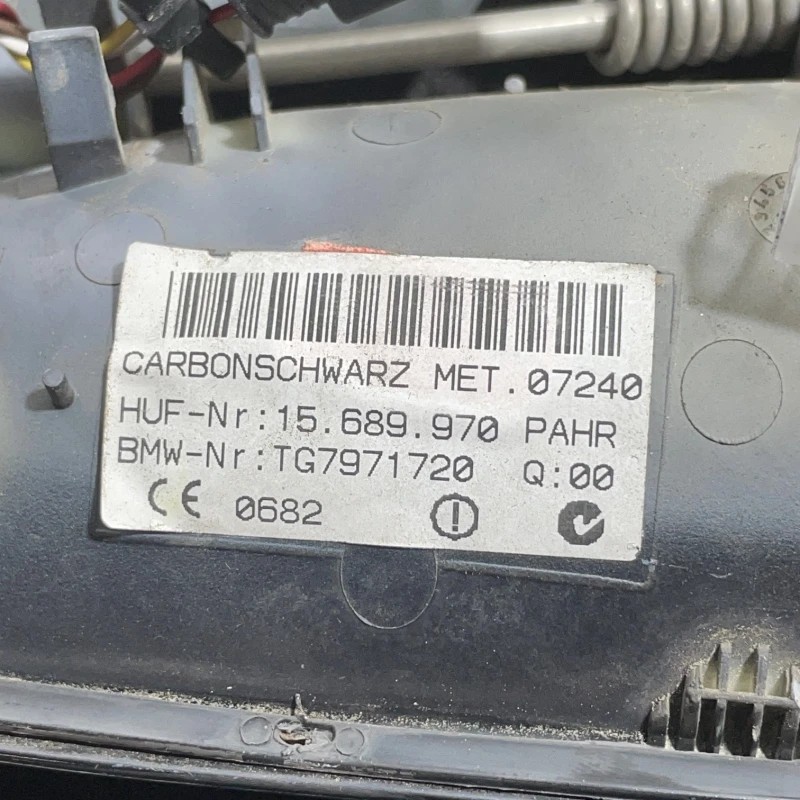 CARBONSCHWARZ MET.07240
HUF-Nr:15.689.970 PAHR
BMW-Nr:TG7971720 Q:00
CE 0682